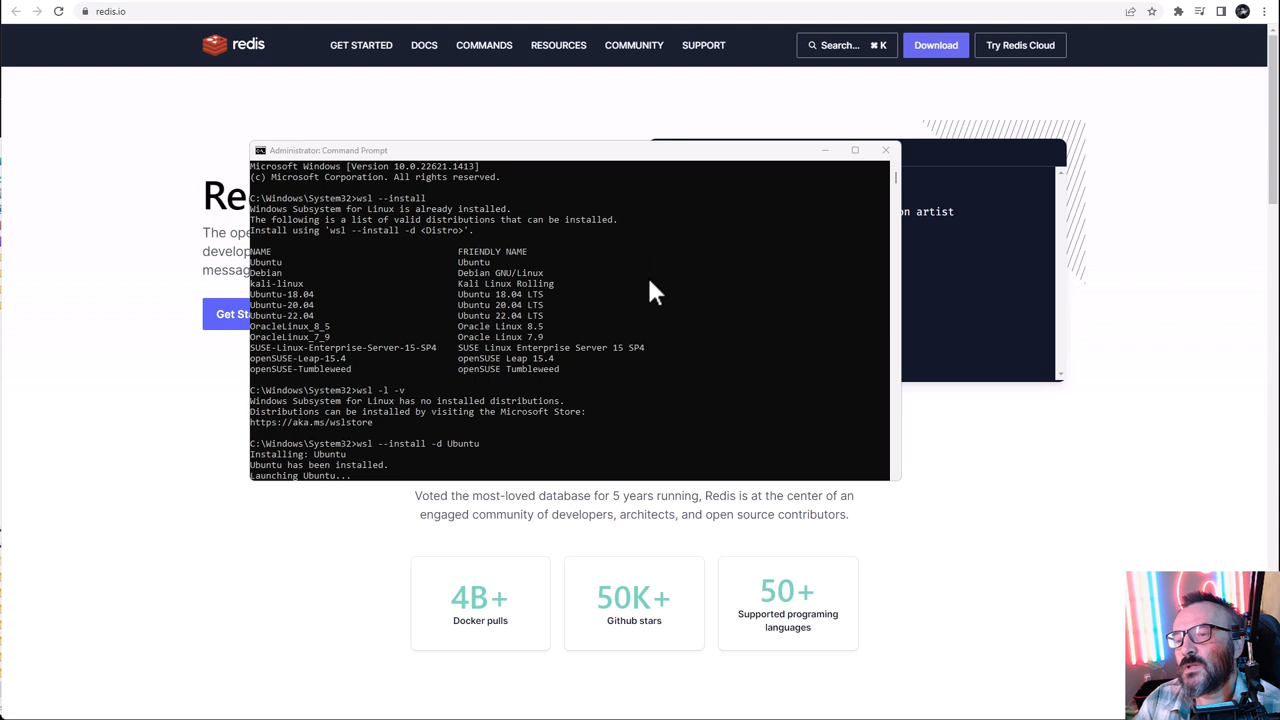 redis.io
redis
GET STARTED
DOCS
COMMANDS
RESOURCES
COMMUNITY
SUPPORT
Search... ⌘ K
Download
Try Redis Cloud
Re
The ope
develop
messag
Get Sta
on artist
Administrator: Command Prompt
Microsoft Windows [Version 10.0.22621.1413]
(c) Microsoft Corporation. All rights reserved.
C:\Windows\System32>wsl --install
Windows Subsystem for Linux is already installed.
The following is a list of valid distributions that can be installed.
Install using 'wsl --install -d <Distro>'.
NAME FRIENDLY NAME
Ubuntu Ubuntu
Debian Debian GNU/Linux
kali-linux Kali Linux Rolling
Ubuntu-18.04 Ubuntu 18.04 LTS
Ubuntu-20.04 Ubuntu 20.04 LTS
Ubuntu-22.04 Ubuntu 22.04 LTS
OracleLinux_8_5 Oracle Linux 8.5
OracleLinux_7_9 Oracle Linux 7.9
SUSE-Linux-Enterprise-Server-15-SP4 SUSE Linux Enterprise Server 15 SP4
openSUSE-Leap-15.4 openSUSE Leap 15.4
openSUSE-Tumbleweed openSUSE Tumbleweed
C:\Windows\System32>wsl -l -v
Windows Subsystem for Linux has no installed distributions.
Distributions can be installed by visiting the Microsoft Store:
https://aka.ms/wslstore
C:\Windows\System32>wsl --install -d Ubuntu
Installing: Ubuntu
Ubuntu has been installed.
Launching Ubuntu...
Voted the most-loved database for 5 years running, Redis is at the center of an
engaged community of developers, architects, and open source contributors.
4B+
Docker pulls
50K+
Github stars
50+
Supported programing
languages